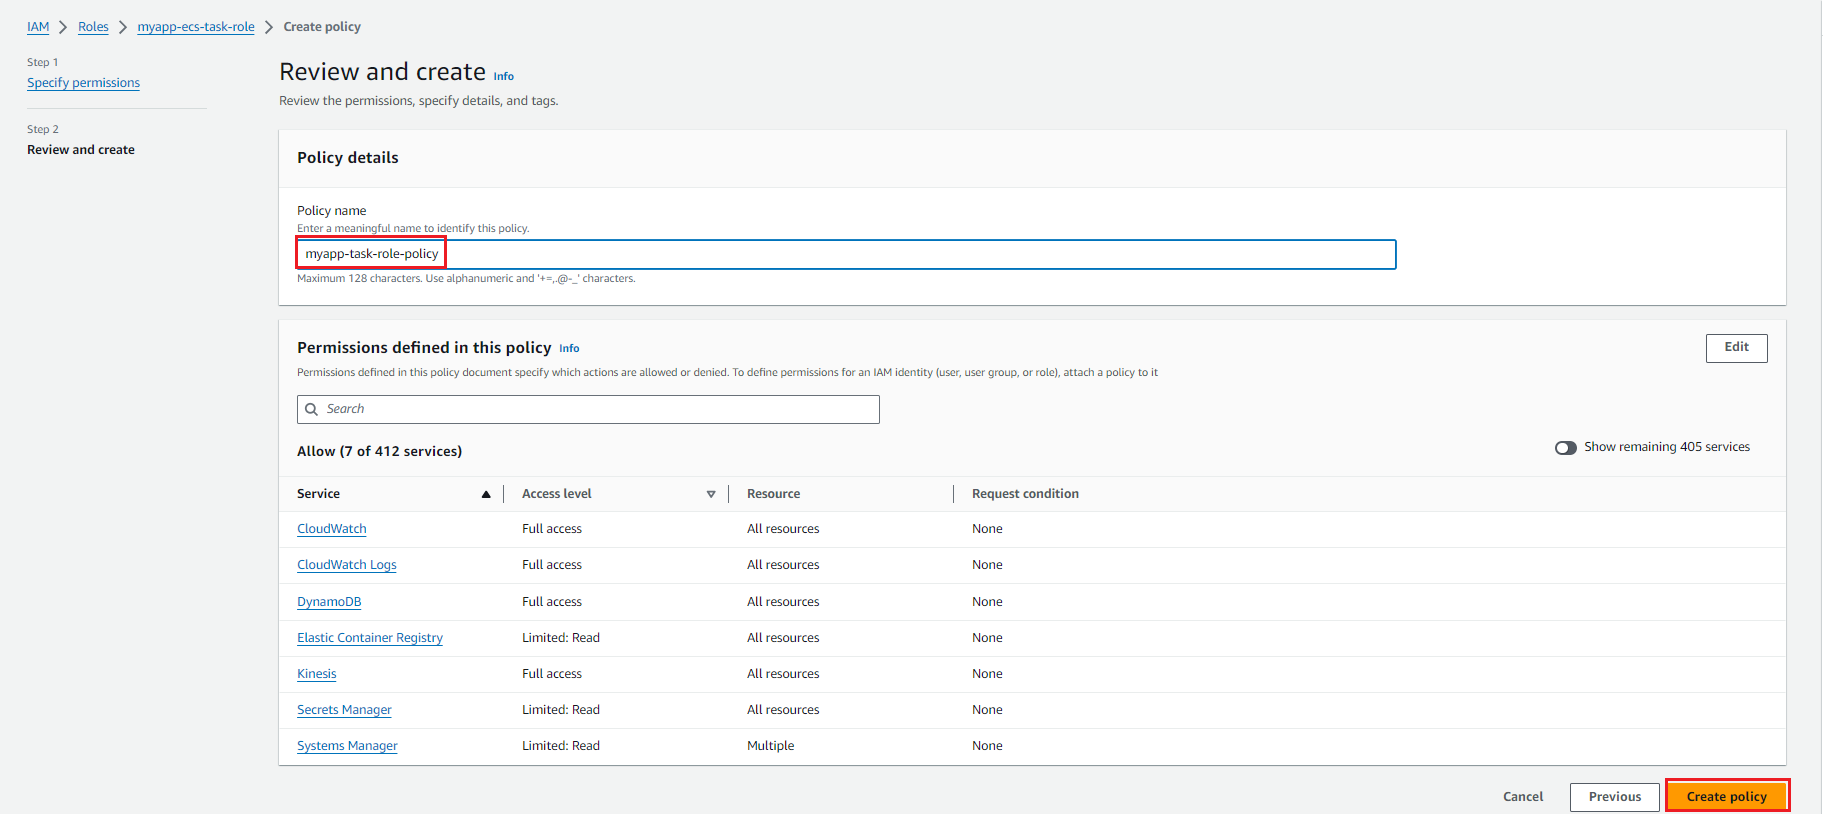 IAM > Roles > myapp-ecs-task-role > Create policy
Step 1
Specify permissions
Step 2
Review and create
Review and create Info
Review the permissions, specify details, and tags.
Policy details
Policy name
Enter a meaningful name to identify this policy.
myapp-task-role-policy
Maximum 128 characters. Use alphanumeric and '+=,.@-_' characters.
Permissions defined in this policy Info
Edit
Permissions defined in this policy document specify which actions are allowed or denied. To define permissions for an IAM identity (user, user group, or role), attach a policy to it
Search
Allow (7 of 412 services)
Show remaining 405 services
Service Access level Resource Request condition
CloudWatch Full access All resources None
CloudWatch Logs Full access All resources None
DynamoDB Full access All resources None
Elastic Container Registry Limited: Read All resources None
Kinesis Full access All resources None
Secrets Manager Limited: Read All resources None
Systems Manager Limited: Read Multiple None
Cancel Previous Create policy